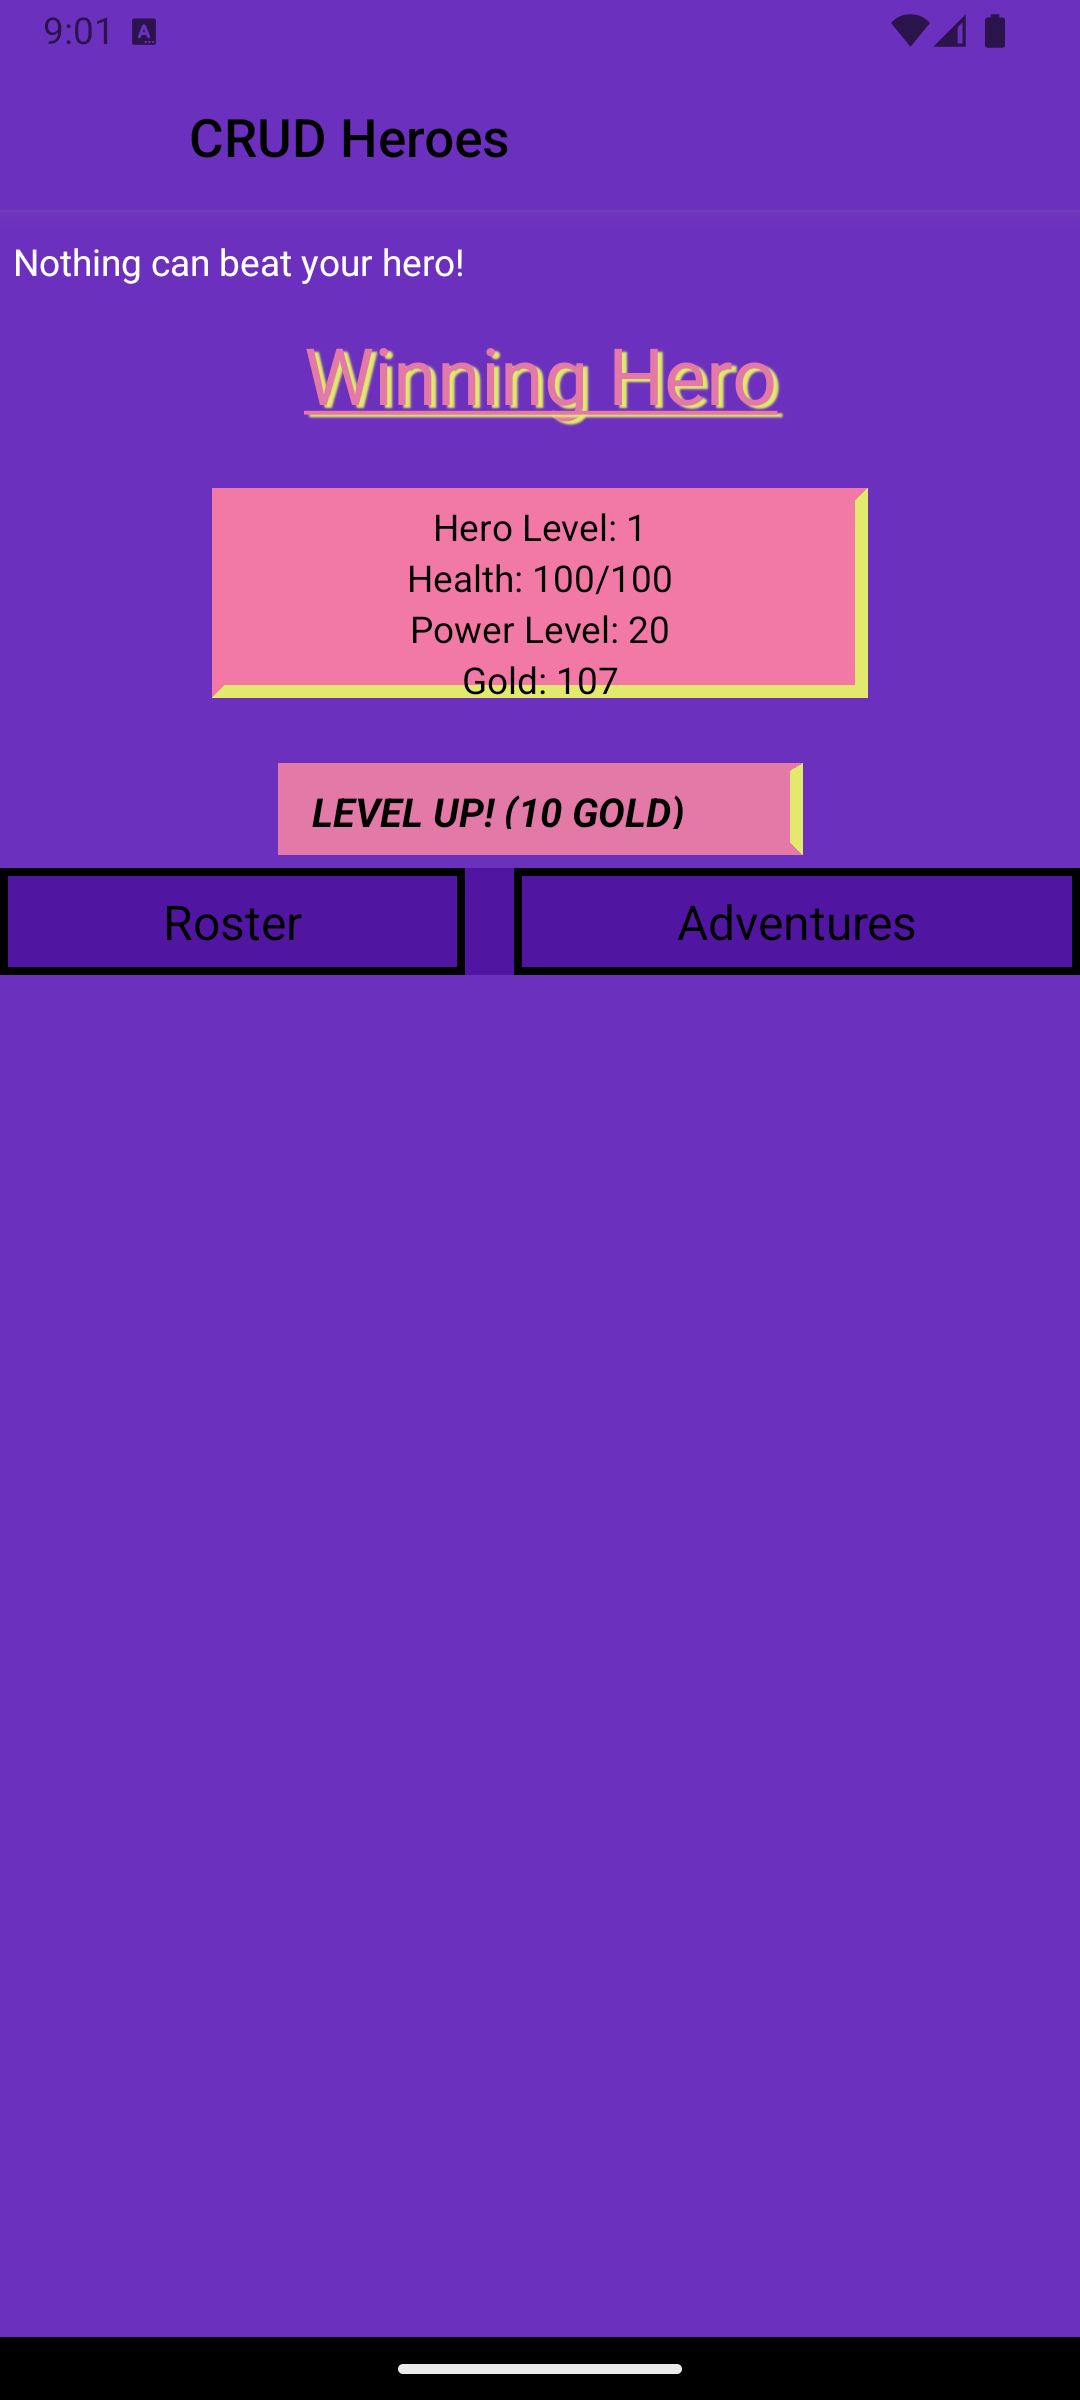 9:01
CRUD Heroes
Nothing can beat your hero!
Winning Hero
Hero Level: 1
Health: 100/100
Power Level: 20
Gold: 107
LEVEL UP! (10 GOLD)
Roster
Adventures